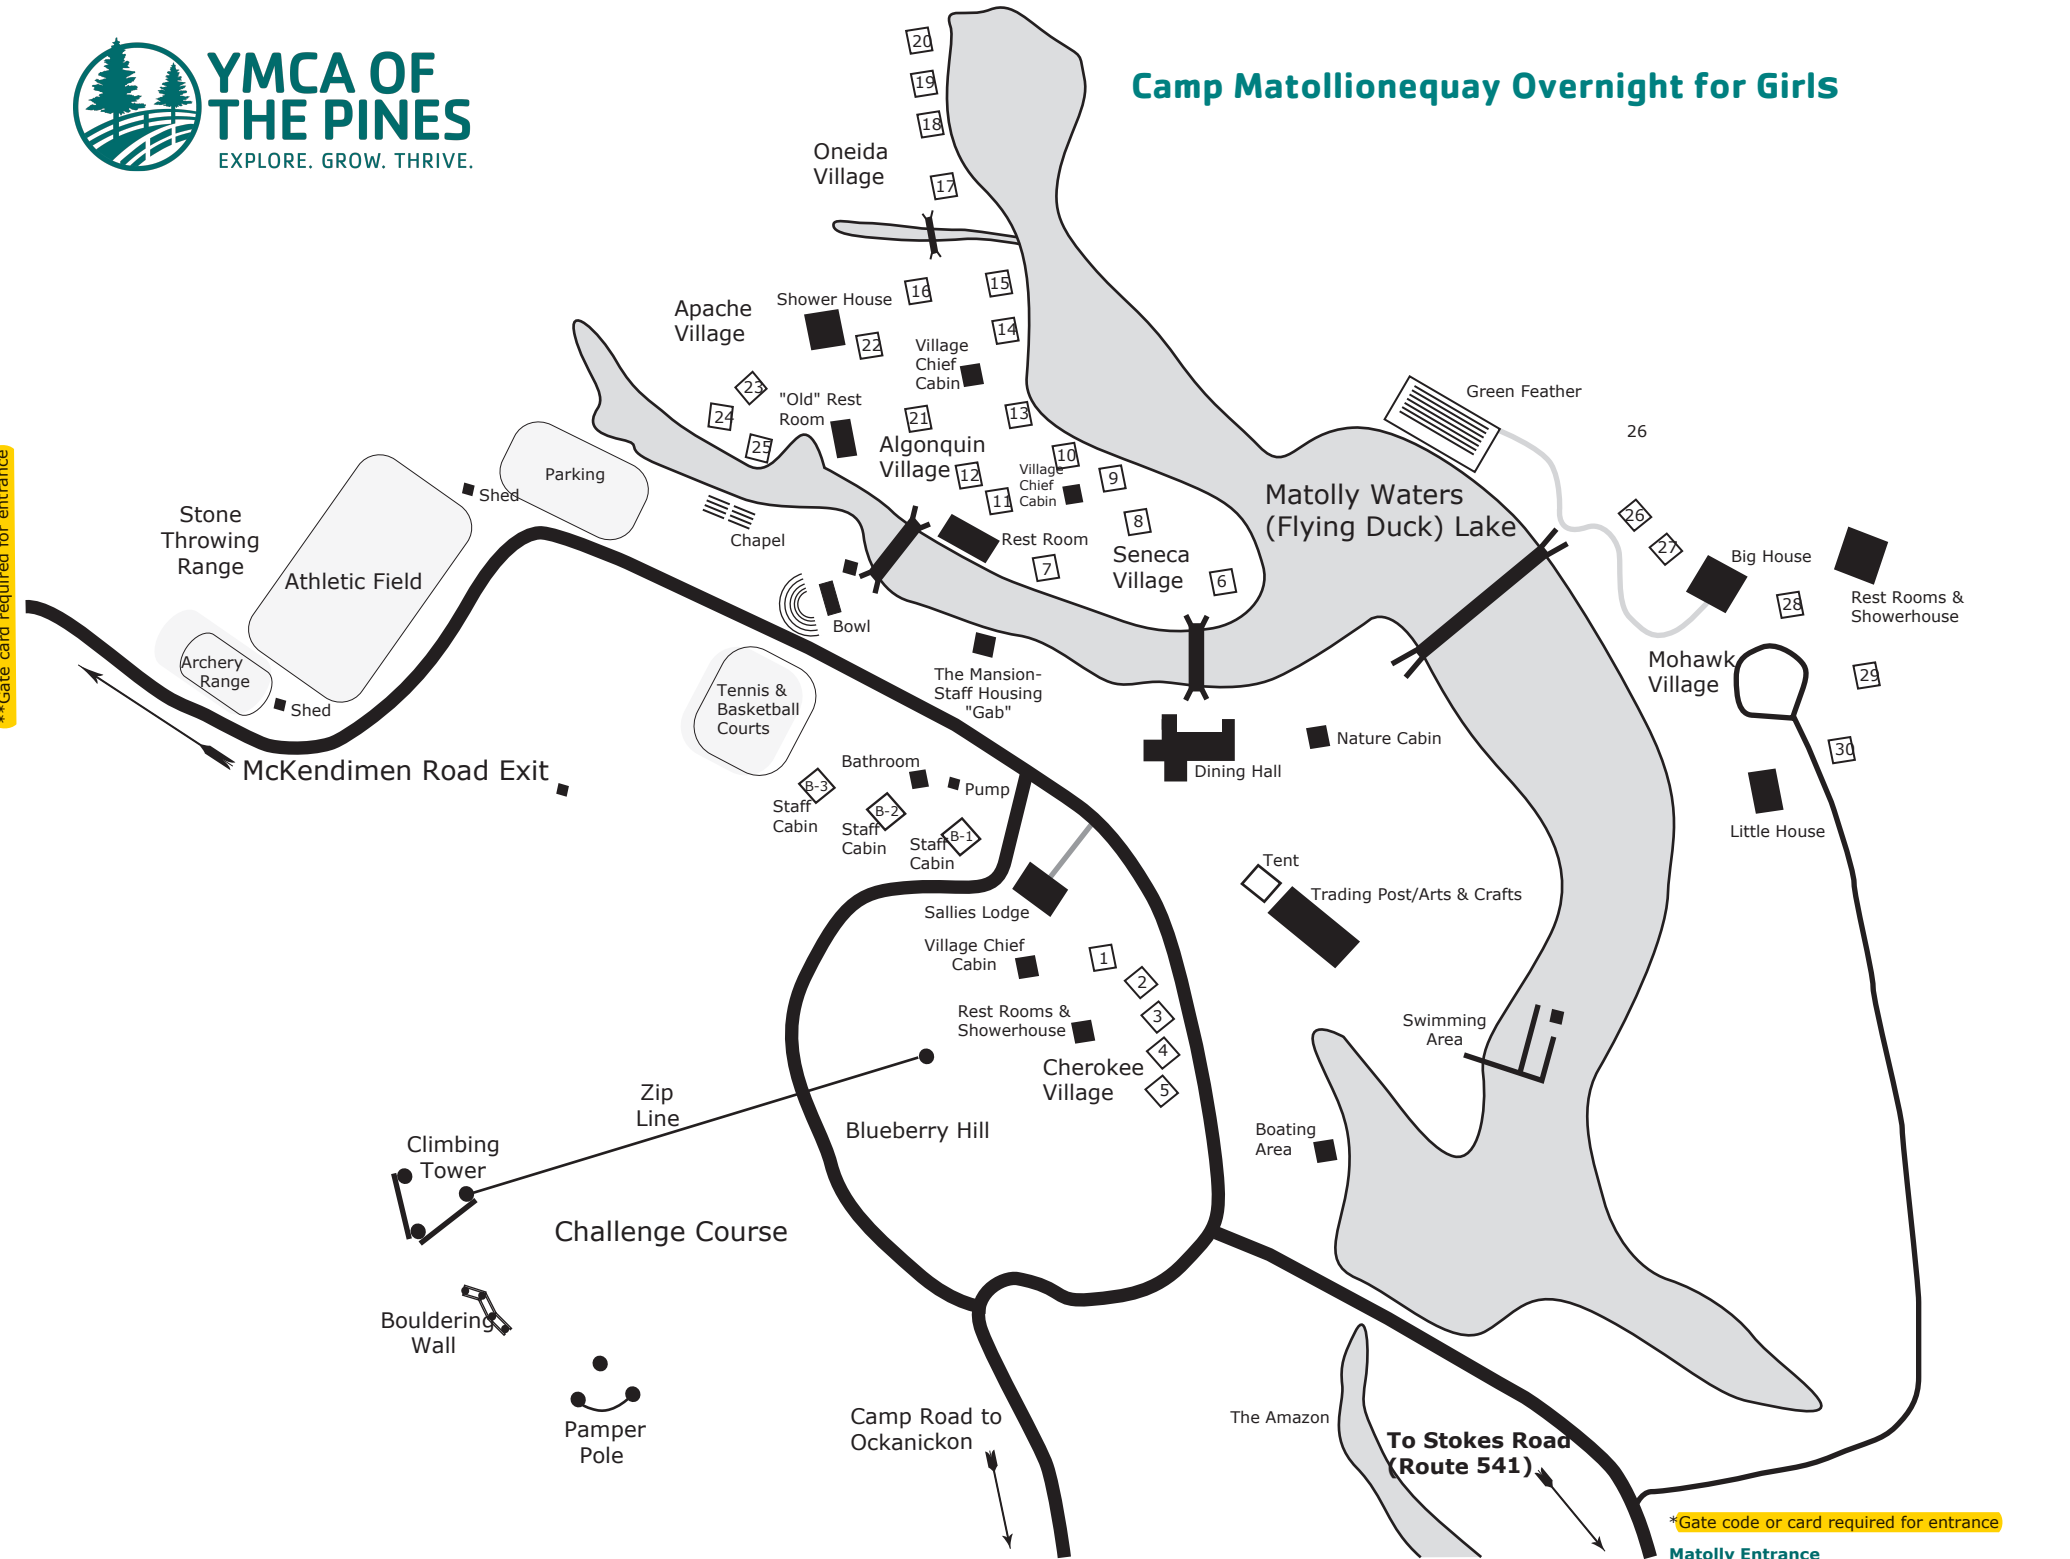 YMCA OF
THE PINES
EXPLORE. GROW. THRIVE.
Camp Matollionequay Overnight for Girls
20
19
18
Oneida
Village
17
16
15
Apache
Village
Shower House
14
22
Village
Chief
Cabin
23
24
25
"Old" Rest
Room
21
13
Algonquin
Village
12
11
10
Village
Chief
Cabin
9
8
Rest Room
7
Seneca
Village
6
Matolly Waters
(Flying Duck) Lake
Green Feather
26
26
27
Big House
28
Rest Rooms &
Showerhouse
Mohawk
Village
29
30
Little House
**Gate card required for entrance
Parking
Shed
Stone
Throwing
Range
Athletic Field
Archery
Range
Shed
McKendimen Road Exit
Chapel
Bowl
The Mansion-
Staff Housing
"Gab"
Tennis &
Basketball
Courts
Bathroom
Pump
B-3
Staff
Cabin
B-2
Staff
Cabin
B-1
Staff
Cabin
Dining Hall
Nature Cabin
Tent
Trading Post/Arts & Crafts
Sallies Lodge
Village Chief
Cabin
1
2
3
4
5
Rest Rooms &
Showerhouse
Cherokee
Village
Swimming
Area
Boating
Area
Zip
Line
Blueberry Hill
Climbing
Tower
Challenge Course
Bouldering
Wall
Pamper
Pole
Camp Road to
Ockanickon
The Amazon
To Stokes Road
(Route 541)
*Gate code or card required for entrance
Matolly Entrance